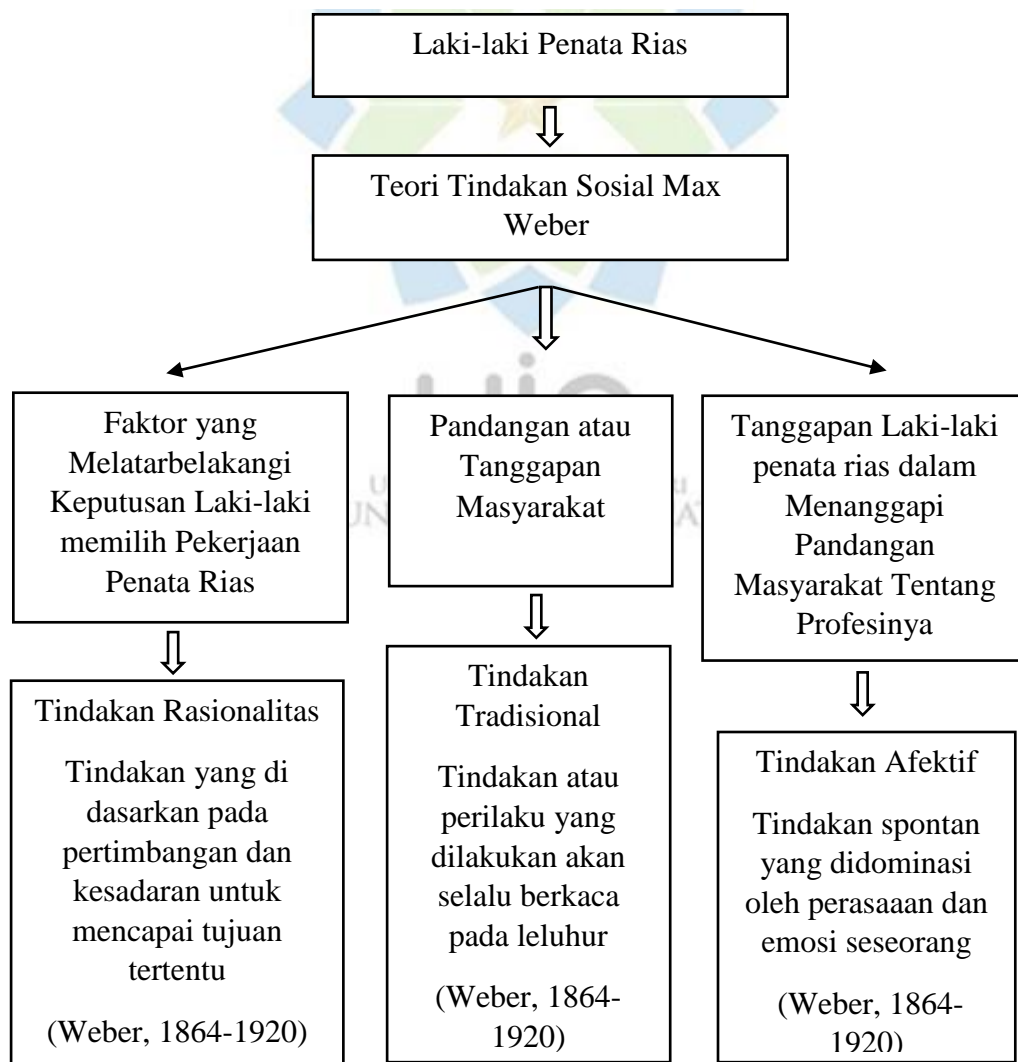 Laki-laki Penata Rias
Teori Tindakan Sosial Max
Weber
Faktor yang
Melatarbelakangi
Keputusan Laki-laki
memilih Pekerjaan
Penata Rias
Pandangan atau
Tanggapan
Masyarakat
Tanggapan Laki-laki
penata rias dalam
Menanggapi
Pandangan
Masyarakat Tentang
Profesinya
Tindakan Rasionalitas
Tindakan yang di
dasarkan pada
pertimbangan dan
kesadaran untuk
mencapai tujuan
tertentu
(Weber, 1864-1920)
Tindakan
Tradisional
Tindakan atau
perilaku yang
dilakukan akan
selalu berkaca
pada leluhur
(Weber, 1864-
1920)
Tindakan Afektif
Tindakan spontan
yang didominasi
oleh perasaaan dan
emosi seseorang
(Weber, 1864-
1920)